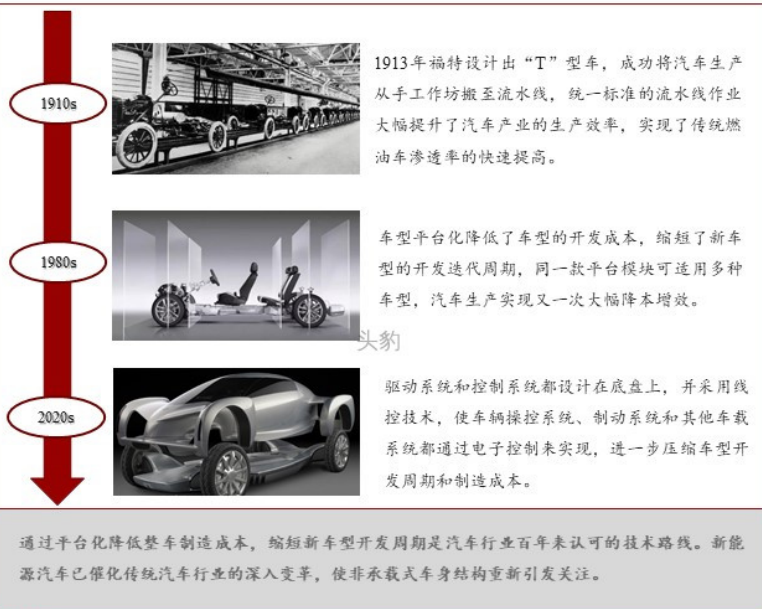 1910s
1913年福特设计出“T”型车，成功将汽车生产
从手工作坊搬至流水线，统一标准的流水线作业
大幅提升了汽车产业的生产效率，实现了传统燃
油车渗透率的快速提高。
1980s
车型平台化降低了车型的开发成本，缩短了新车
型的开发迭代周期，同一款平台模块可适用多种
车型，汽车生产实现又一次大幅降本增效。
头豹
2020s
驱动系统和控制系统都设计在底盘上，并采用线
控技术，使车辆操控系统、制动系统和其他车载
系统都通过电子控制来实现，进一步压缩车型开
发周期和制造成本。
通过平台化降低整车制造成本，缩短新车型开发周期是汽车行业百年来认可的技术路线。新能
源汽车已催化传统汽车行业的深入变革，使非承载式车身结构重新引发关注。